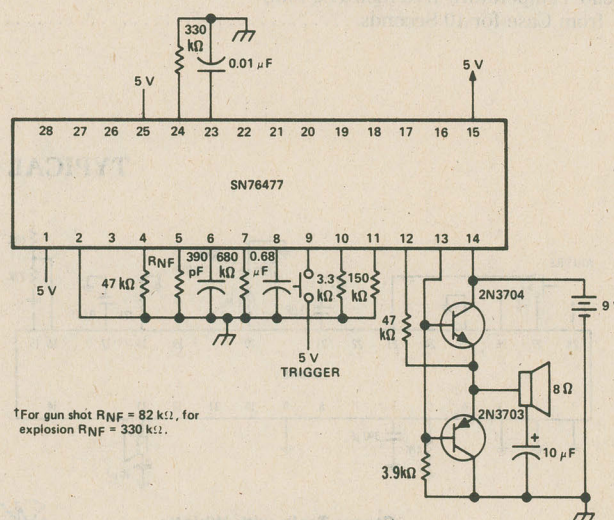 330
kΩ
0.01 μF
5 V
5 V
28 27 26 25 24 23 22 21 20 19 18 17 16 15
SN76477
1 2 3 4 5 6 7 8 9 10 11 12 13 14
5 V
47 kΩ
RNF
390
pF
680
kΩ
0.68
μF
3.3
kΩ
150
kΩ
5 V
TRIGGER
47
kΩ
2N3704
9
8 Ω
2N3703
10 μF
3.9kΩ
†For gun shot RNF = 82 kΩ, for
explosion RNF = 330 kΩ.
TYPICAL